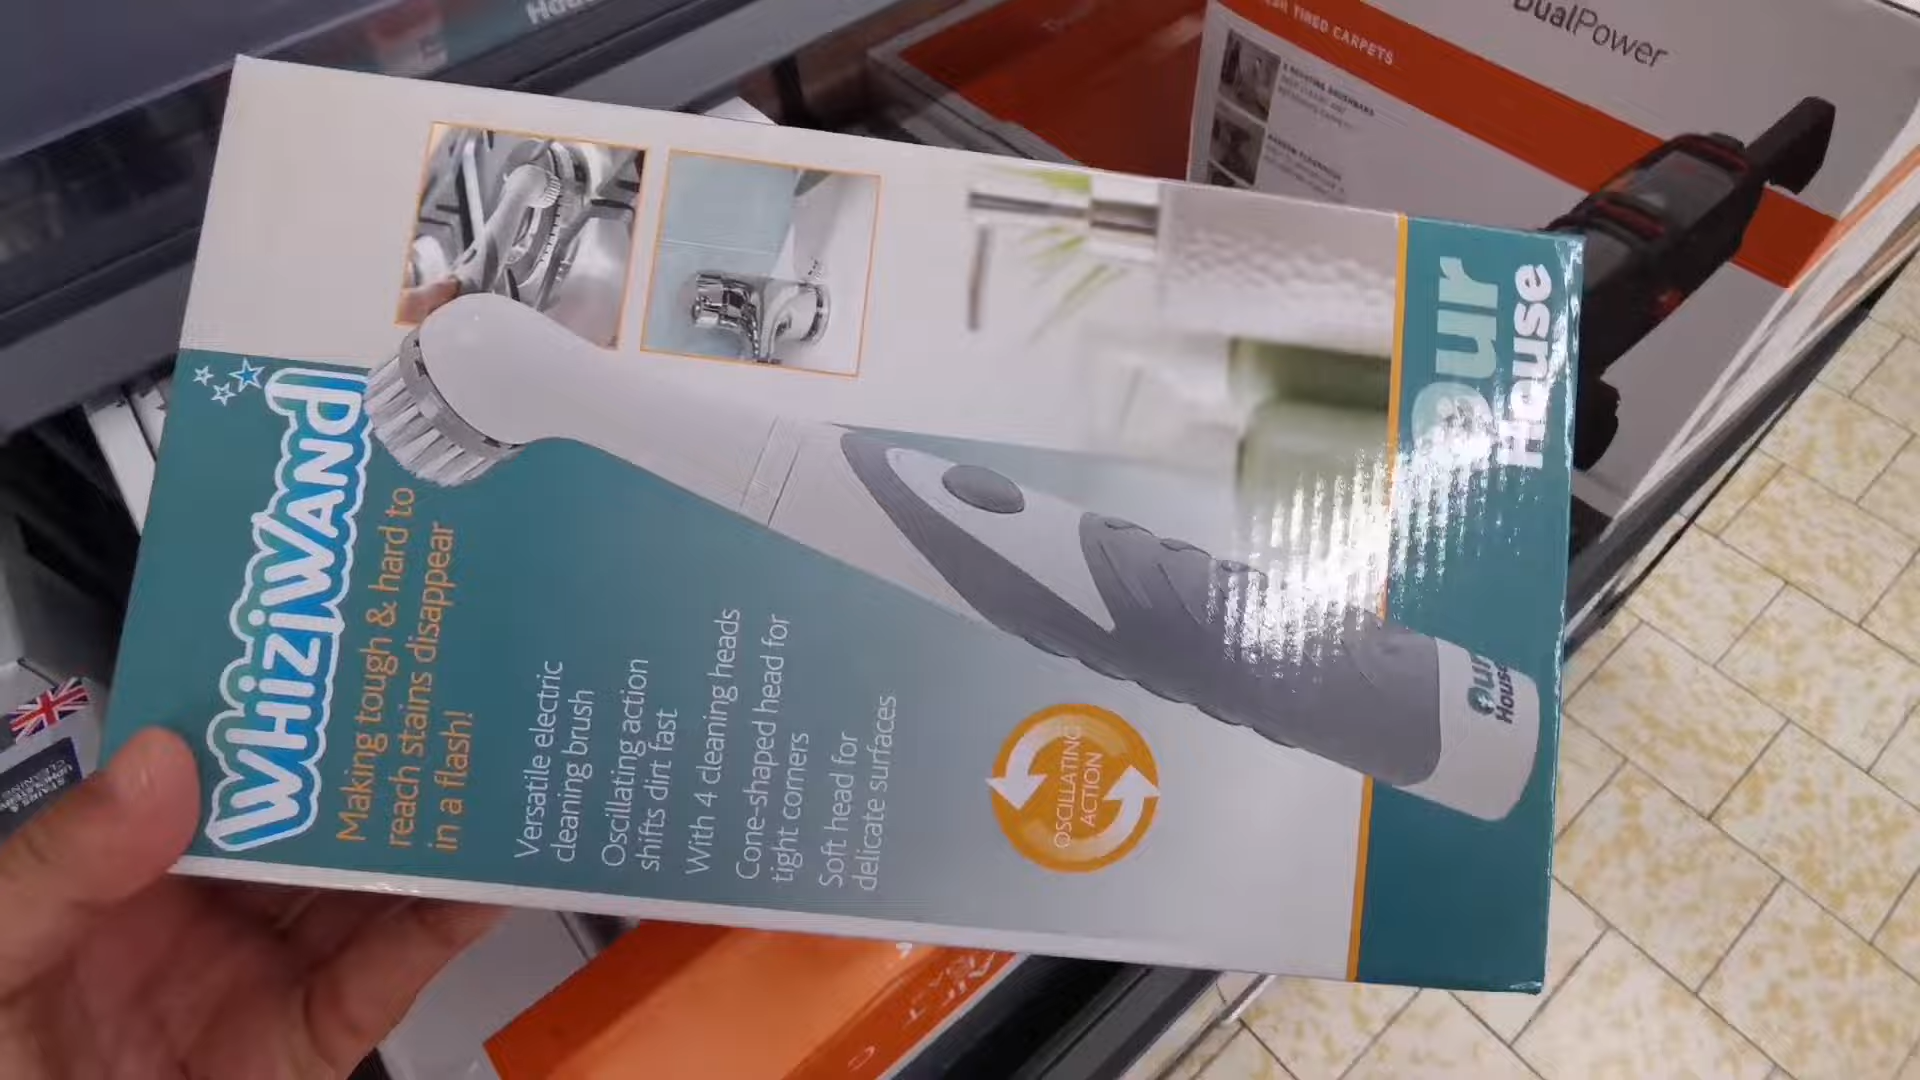 WHiziWAND
Making tough & hard to
reach stains disappear
in a flash!
Versatile electric
cleaning brush
Oscillating action
shifts dirt fast
With 4 cleaning heads
Cone-shaped head for
tight corners
Soft head for
delicate surfaces
OSCILLATING
ACTION
Our
House
Our
House
DualPower
TIRED CARPETS